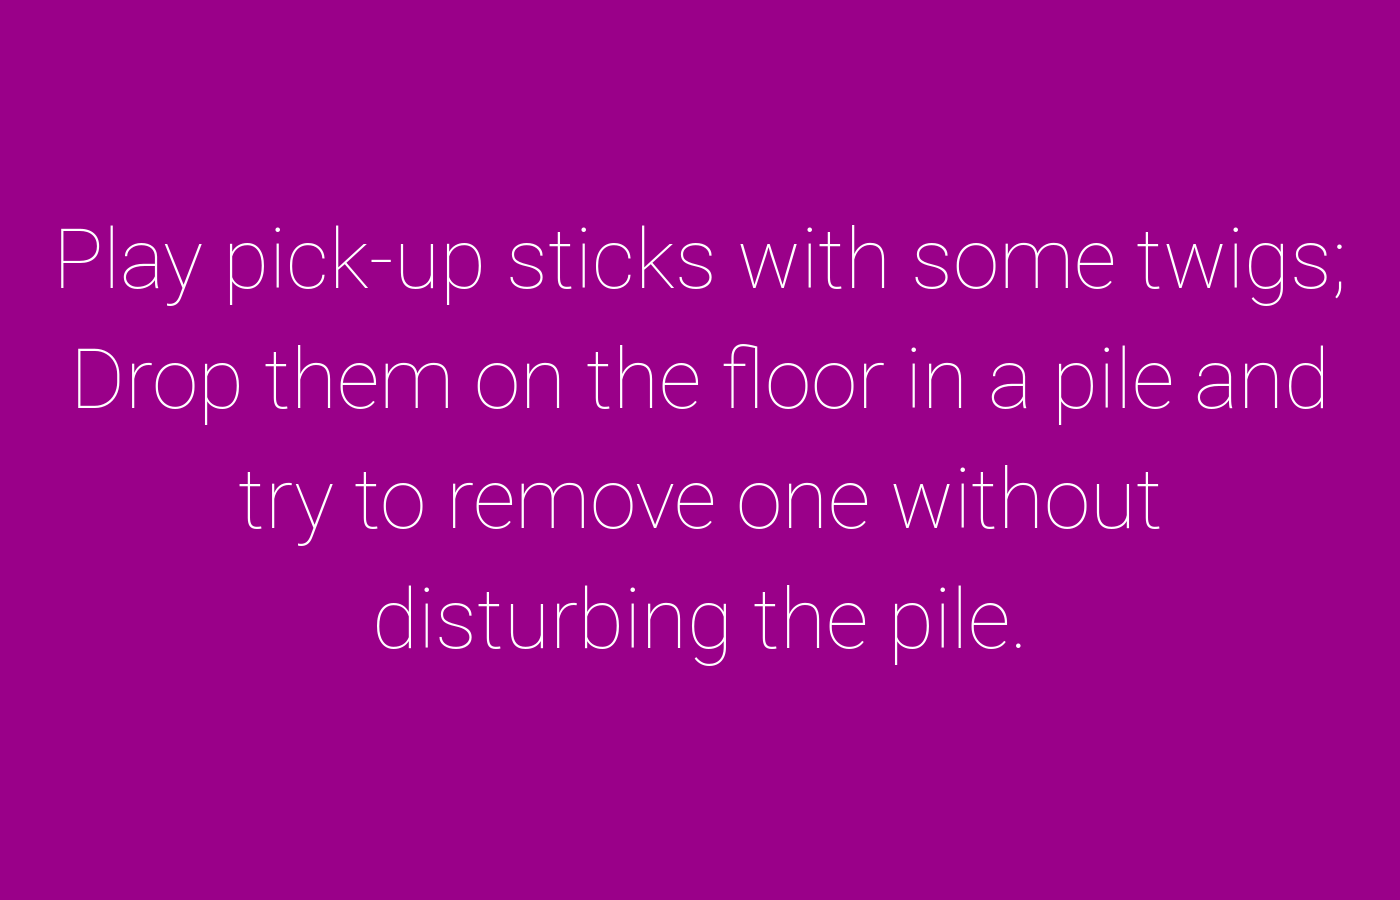 Play pick-up sticks with some twigs;
Drop them on the floor in a pile and
try to remove one without
disturbing the pile.